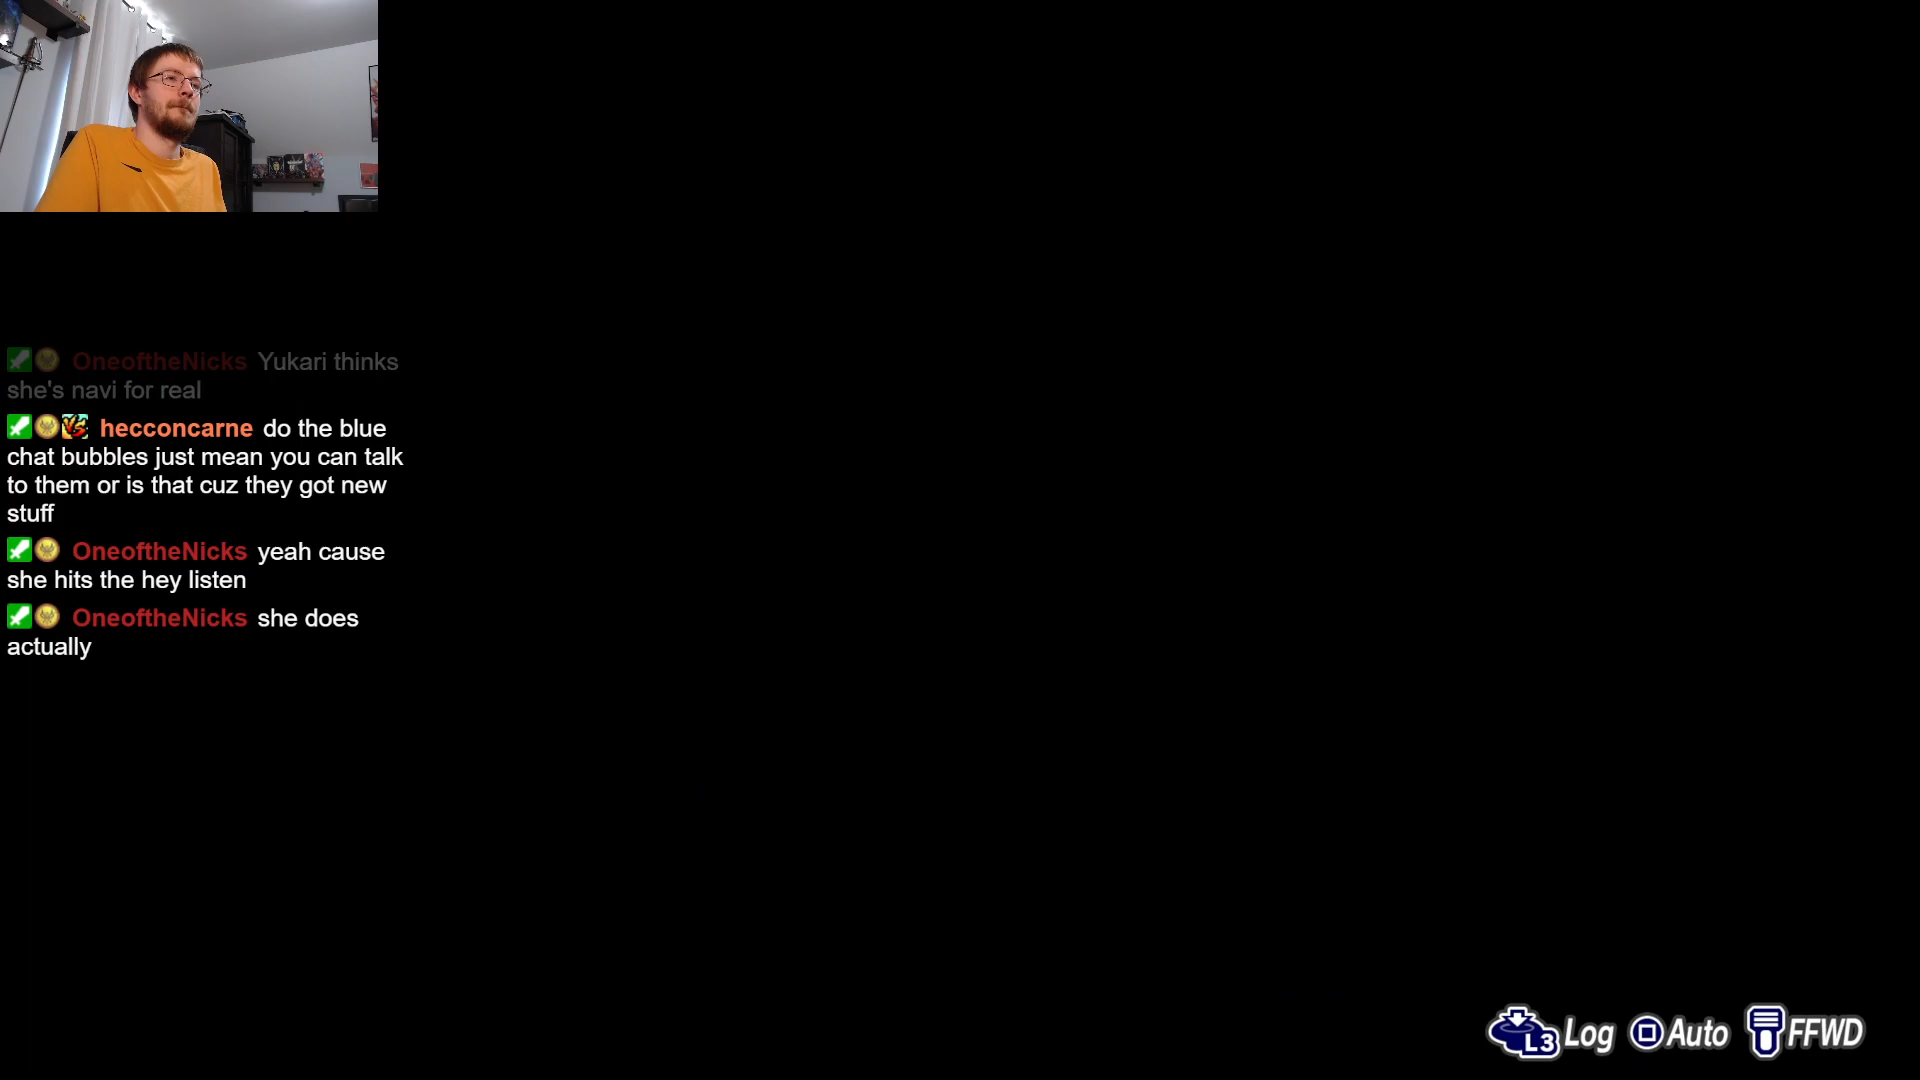 OneoftheNicks Yukari thinks
she's navi for real
hecconcarne do the blue
chat bubbles just mean you can talk
to them or is that cuz they got new
stuff
OneoftheNicks yeah cause
she hits the hey listen
OneoftheNicks she does
actually
L3 Log Auto FFWD